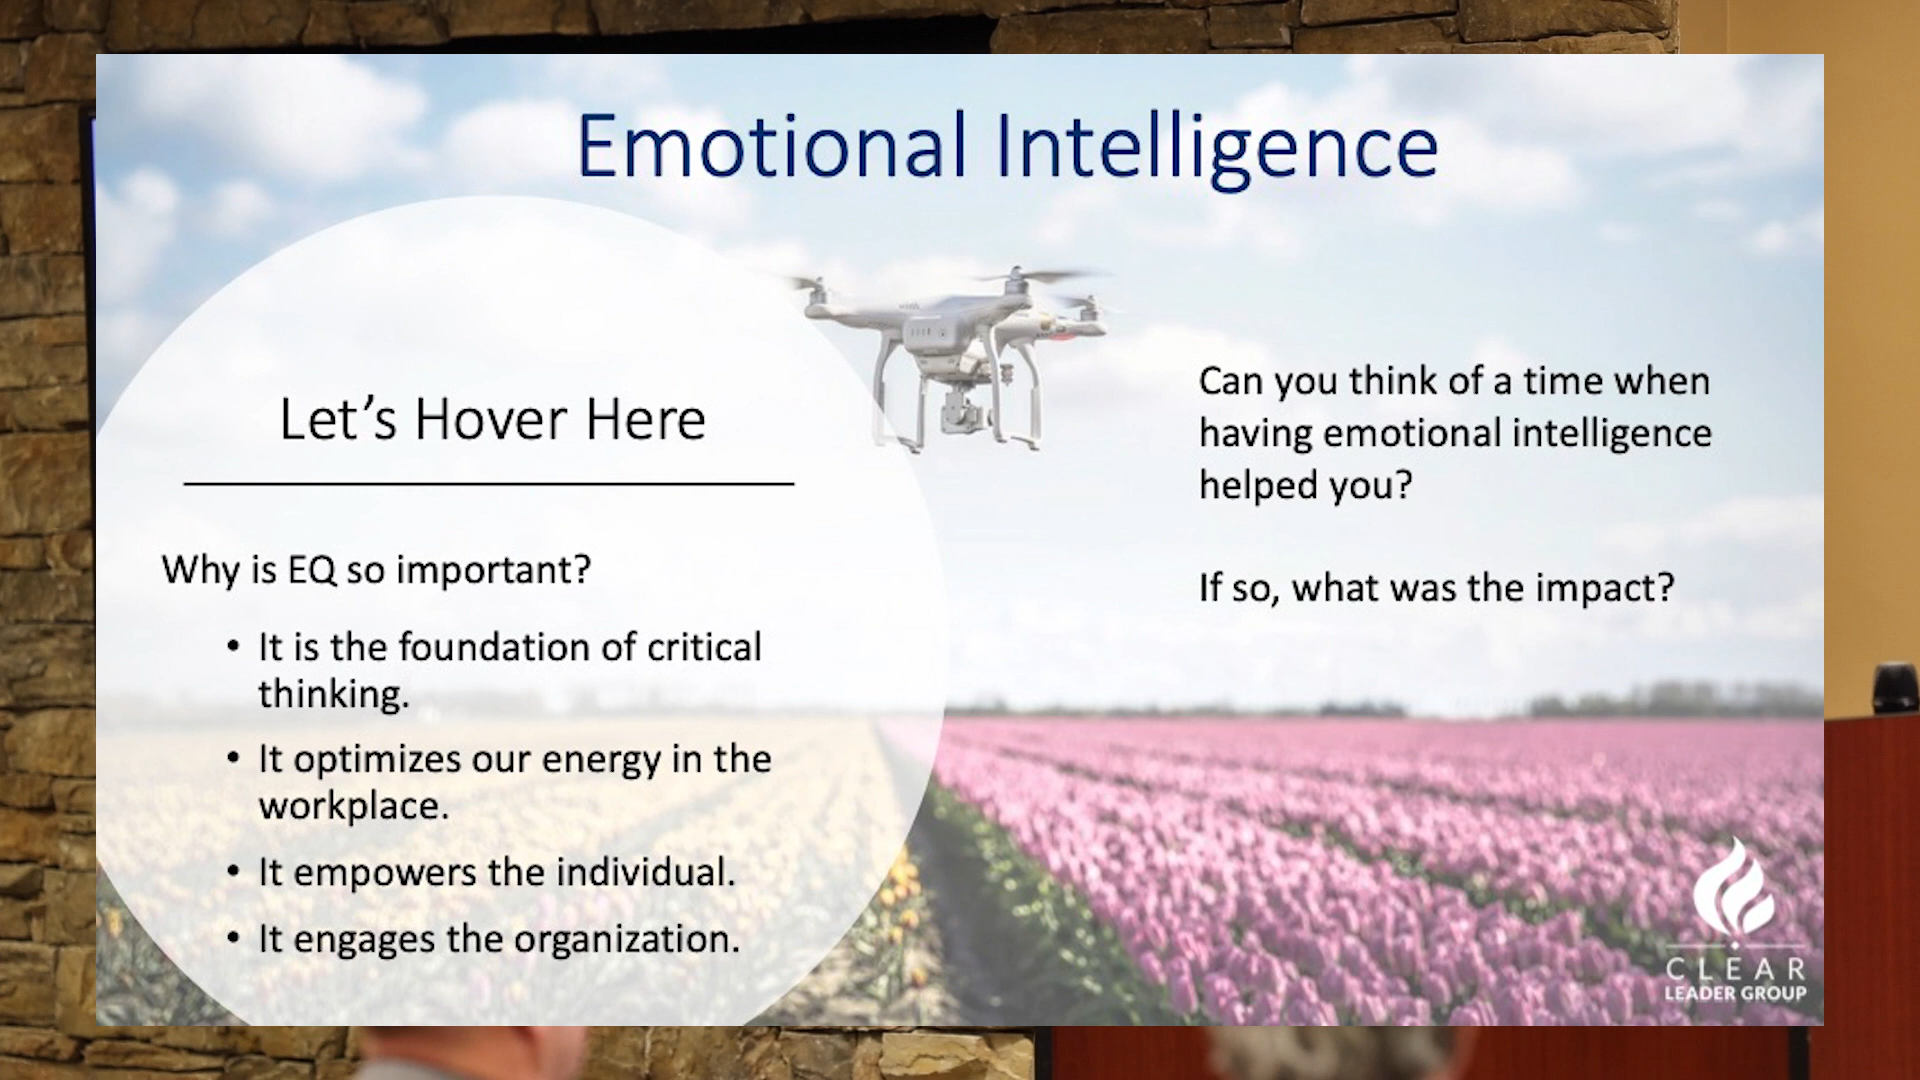 Emotional Intelligence
Let’s Hover Here
Why is EQ so important?
• It is the foundation of critical
thinking.
• It optimizes our energy in the
workplace.
• It empowers the individual.
• It engages the organization.
Can you think of a time when
having emotional intelligence
helped you?
If so, what was the impact?
CLEAR
LEADER GROUP